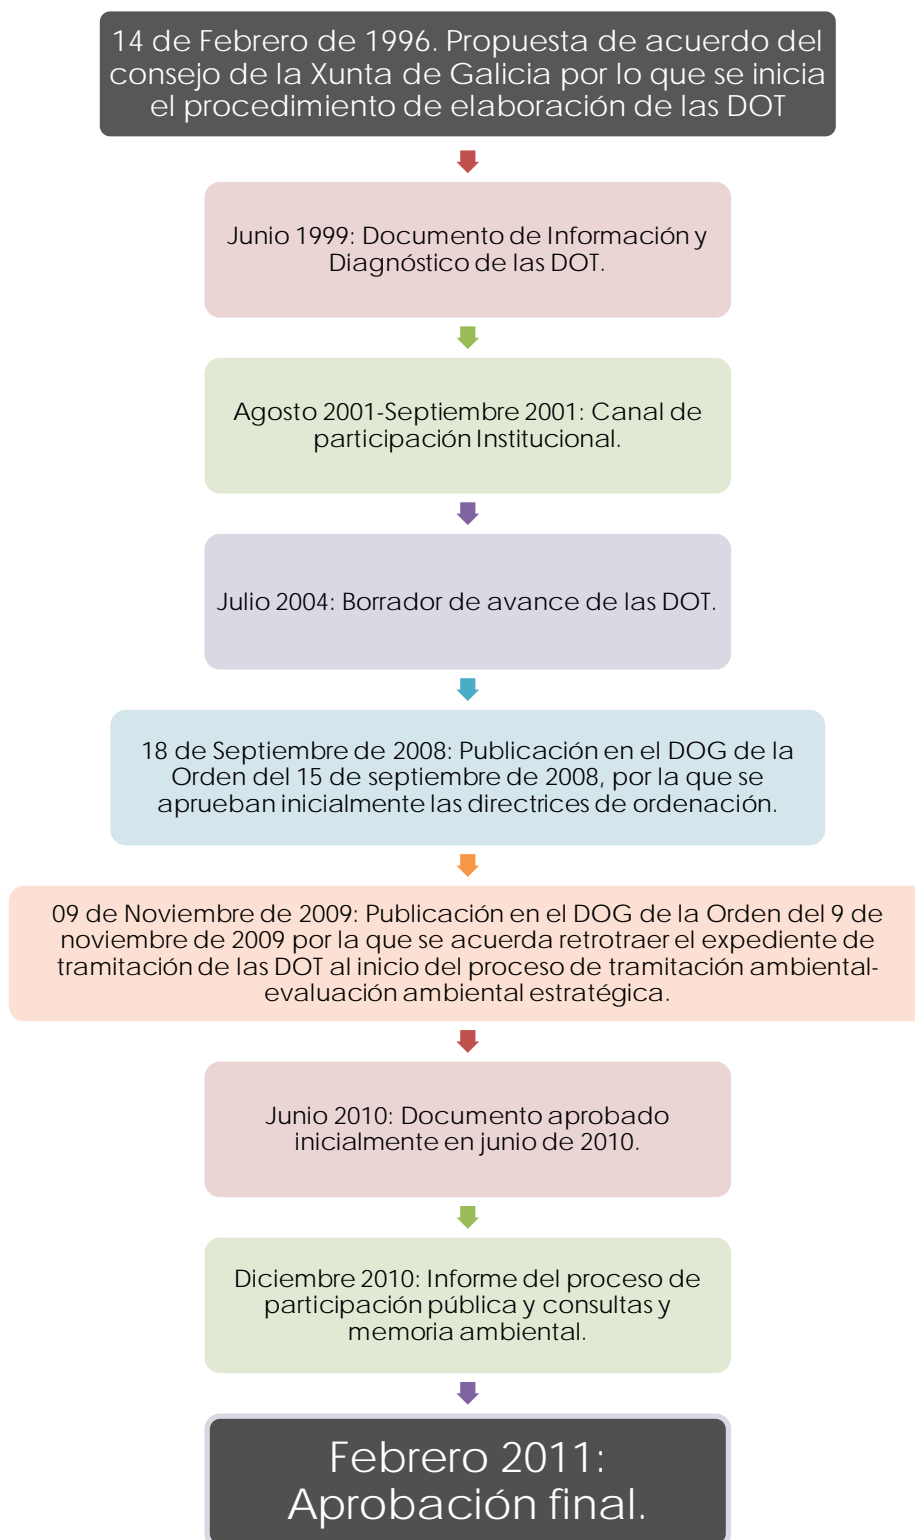 14 de Febrero de 1996. Propuesta de acuerdo del
consejo de la Xunta de Galicia por lo que se inicia
el procedimiento de elaboración de las DOT
Junio 1999: Documento de Información y
Diagnóstico de las DOT.
Agosto 2001-Septiembre 2001: Canal de
participación Institucional.
Julio 2004: Borrador de avance de las DOT.
18 de Septiembre de 2008: Publicación en el DOG de la
Orden del 15 de septiembre de 2008, por la que se
aprueban inicialmente las directrices de ordenación.
09 de Noviembre de 2009: Publicación en el DOG de la Orden del 9 de
noviembre de 2009 por la que se acuerda retrotraer el expediente de
tramitación de las DOT al inicio del proceso de tramitación ambiental-
evaluación ambiental estratégica.
Junio 2010: Documento aprobado
inicialmente en junio de 2010.
Diciembre 2010: Informe del proceso de
participación pública y consultas y
memoria ambiental.
Febrero 2011:
Aprobación final.